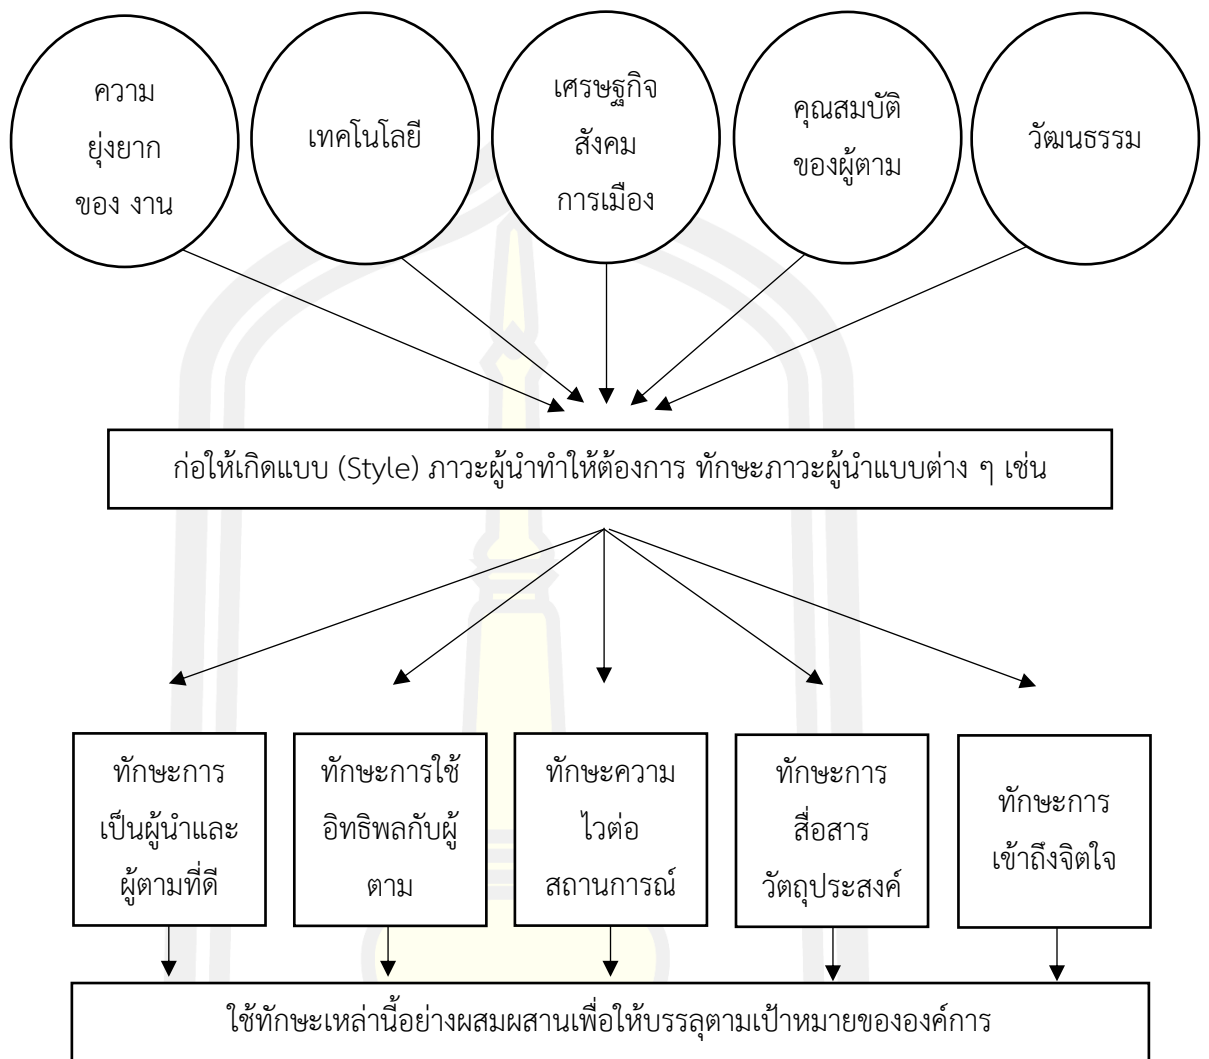 ความ
ยุ่งยาก
ของ งาน
เทคโนโลยี
เศรษฐกิจ
สังคม
การเมือง
คุณสมบัติ
ของผู้ตาม
วัฒนธรรม
ก่อให้เกิดแบบ (Style) ภาวะผู้นำทำให้ต้องการ ทักษะภาวะผู้นำแบบต่าง ๆ เช่น
ทักษะการ
เป็นผู้นำและ
ผู้ตามที่ดี
ทักษะการใช้
อิทธิพลกับผู้
ตาม
ทักษะความ
ไวต่อ
สถานการณ์
ทักษะการ
สื่อสาร
วัตถุประสงค์
ทักษะการ
เข้าถึงจิตใจ
ใช้ทักษะเหล่านี้อย่างผสมผสานเพื่อให้บรรลุตามเป้าหมายขององค์การ